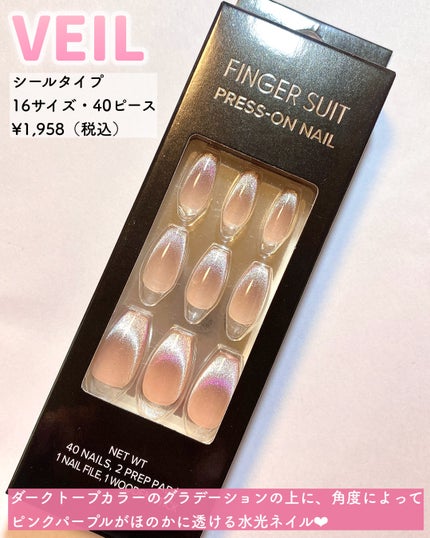 VEIL
シールタイプ
16サイズ・40ピース
¥1,958（税込）
FINGER SUIT
PRESS-ON NAIL
NET WT
40 NAILS, 2 PREP PA
1 NAIL FILE, 1 WOO
ダークトープカラーのグラデーションの上に、角度によって
ピンクパープルがほのかに透ける水光ネイル❤